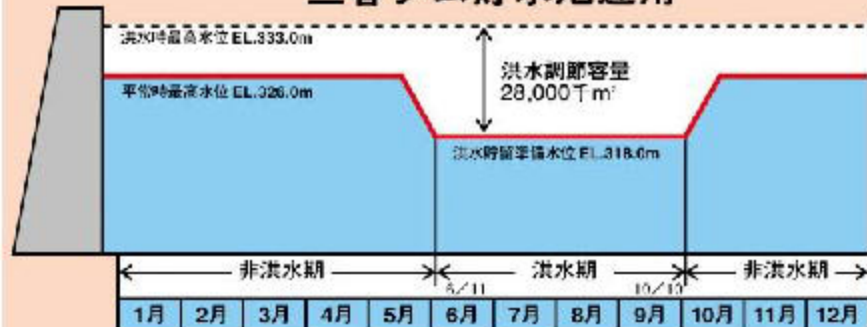 洪水時最高水位 EL.333.0m
洪水調節容量
28,000千m³
平常時最高水位 EL.326.0m
洪水貯留準備水位 EL.318.0m
非洪水期
洪水期
非洪水期
6/11
10/10
1月 2月 3月 4月 5月 6月 7月 8月 9月 10月 11月 12月